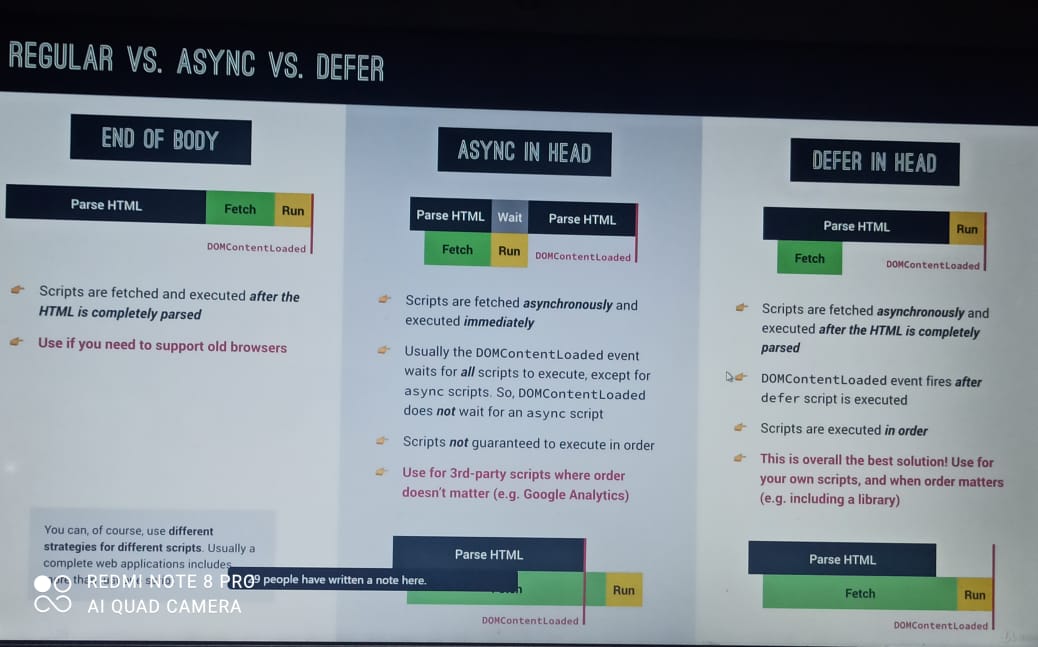 REGULAR VS. ASYNC VS. DEFER
END OF BODY
Parse HTML
Fetch
Run
DOMContentLoaded
Scripts are fetched and executed after the
HTML is completely parsed
Use if you need to support old browsers
You can, of course, use different
strategies for different scripts. Usually a
complete web applications includes
ASYNC IN HEAD
Parse HTML
Wait
Parse HTML
Fetch
Run
DOMContentLoaded
Scripts are fetched asynchronously and
executed immediately
Usually the DOMContentLoaded event
waits for all scripts to execute, except for
async scripts. So, DOMContentLoaded
does not wait for an async script
Scripts not guaranteed to execute in order
Use for 3rd-party scripts where order
doesn't matter (e.g. Google Analytics)
Parse HTML
Run
DOMContentLoaded
DEFER IN HEAD
Parse HTML
Run
Fetch
DOMContentLoaded
Scripts are fetched asynchronously and
executed after the HTML is completely
parsed
DOMContentLoaded event fires after
defer script is executed
Scripts are executed in order
This is overall the best solution! Use for
your own scripts, and when order matters
(e.g. including a library)
Parse HTML
Fetch
Run
DOMContentLoaded
people have written a note here.
REDMI NOTE 8 PRO
AI QUAD CAMERA